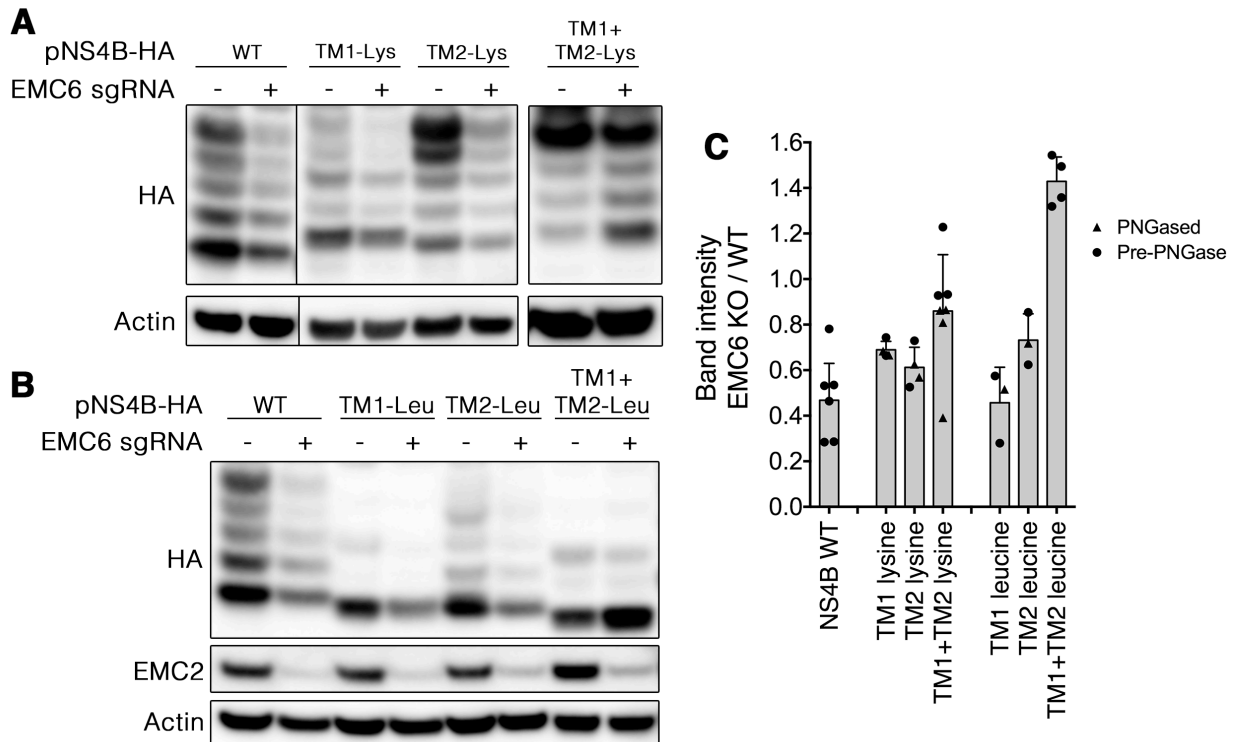 A
pNS4B-HA
WT
TM1-Lys
TM2-Lys
TM1+
TM2-Lys
EMC6 sgRNA
- + - + - + - +
HA
Actin
B
pNS4B-HA
WT
TM1-Leu
TM2-Leu
TM1+
TM2-Leu
EMC6 sgRNA
- + - + - + - +
HA
EMC2
Actin
C
Band intensity
EMC6 KO / WT
1.6
1.4
1.2
1.0
0.8
0.6
0.4
0.2
0.0
NS4B WT
TM1 lysine
TM2 lysine
TM1+TM2 lysine
TM1 leucine
TM2 leucine
TM1+TM2 leucine
PNGased
Pre-PNGase